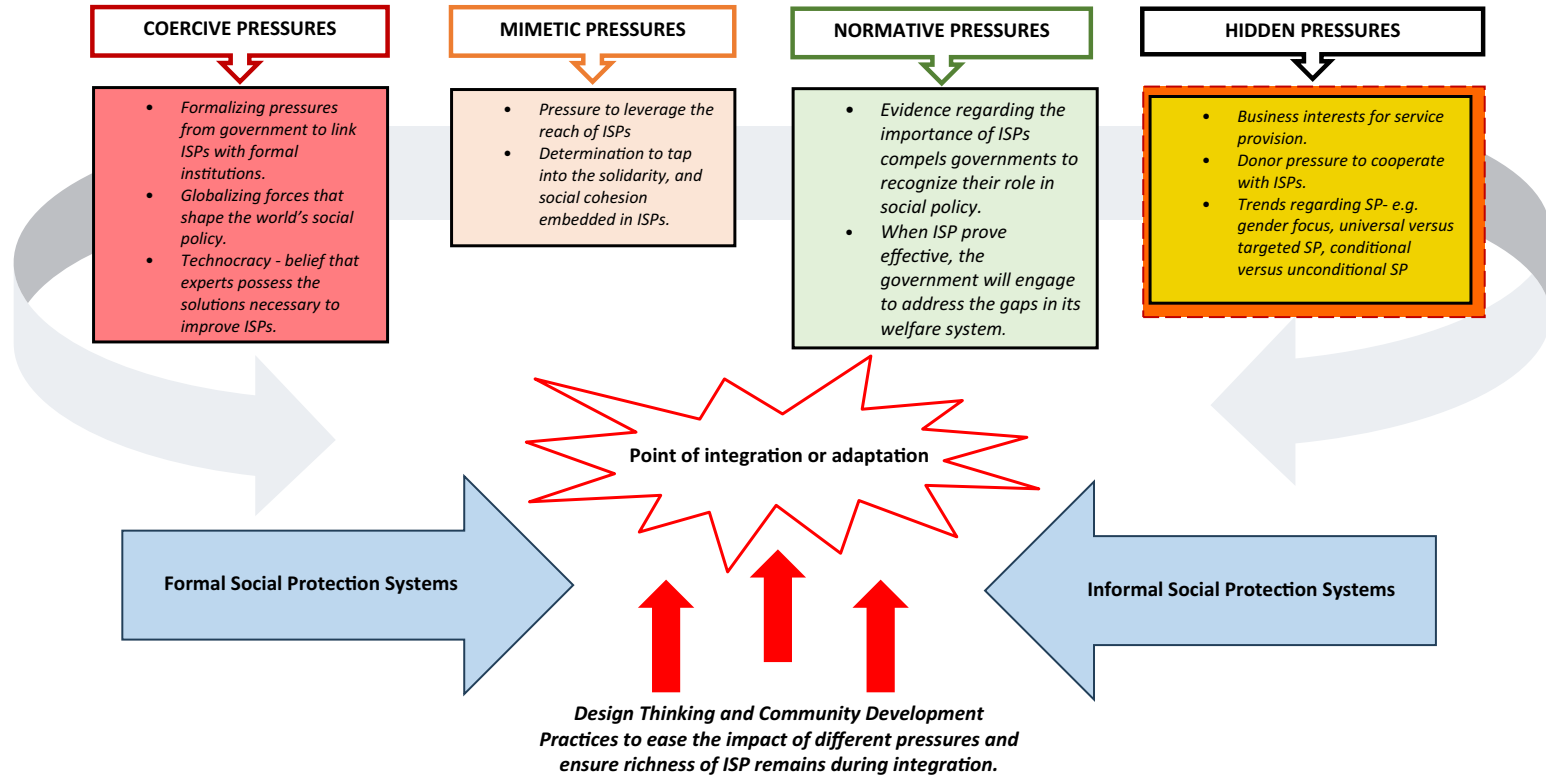 COERCIVE PRESSURES
• Formalizing pressures
from government to link
ISPs with formal
institutions.
• Globalizing forces that
shape the world's social
policy.
• Technocracy - belief that
experts possess the
solutions necessary to
improve ISPs.
MIMETIC PRESSURES
• Pressure to leverage the
reach of ISPs
• Determination to tap
into the solidarity, and
social cohesion
embedded in ISPs.
NORMATIVE PRESSURES
• Evidence regarding the
importance of ISPs
compels governments to
recognize their role in
social policy.
• When ISP prove
effective, the
government will engage
to address the gaps in its
welfare system.
HIDDEN PRESSURES
• Business interests for service
provision.
• Donor pressure to cooperate
with ISPs.
• Trends regarding SP- e.g.
gender focus, universal versus
targeted SP, conditional
versus unconditional SP
Point of integration or adaptation
Formal Social Protection Systems
Informal Social Protection Systems
Design Thinking and Community Development
Practices to ease the impact of different pressures and
ensure richness of ISP remains during integration.